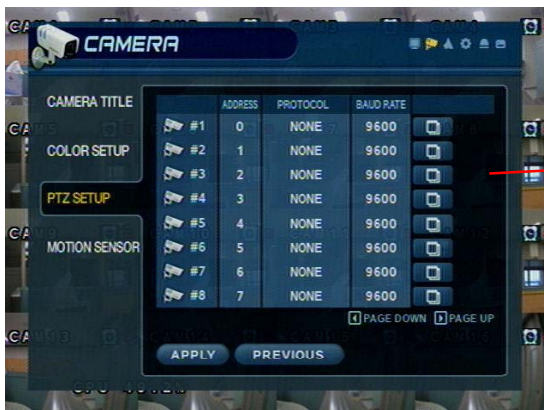 CAMERA
CAMERA TITLE
COLOR SETUP
PTZ SETUP
MOTION SENSOR
ADDRESS PROTOCOL BAUD RATE
#1 0 NONE 9600
#2 1 NONE 9600
#3 2 NONE 9600
#4 3 NONE 9600
#5 4 NONE 9600
#6 5 NONE 9600
#7 6 NONE 9600
#8 7 NONE 9600
PAGE DOWN PAGE UP
APPLY PREVIOUS